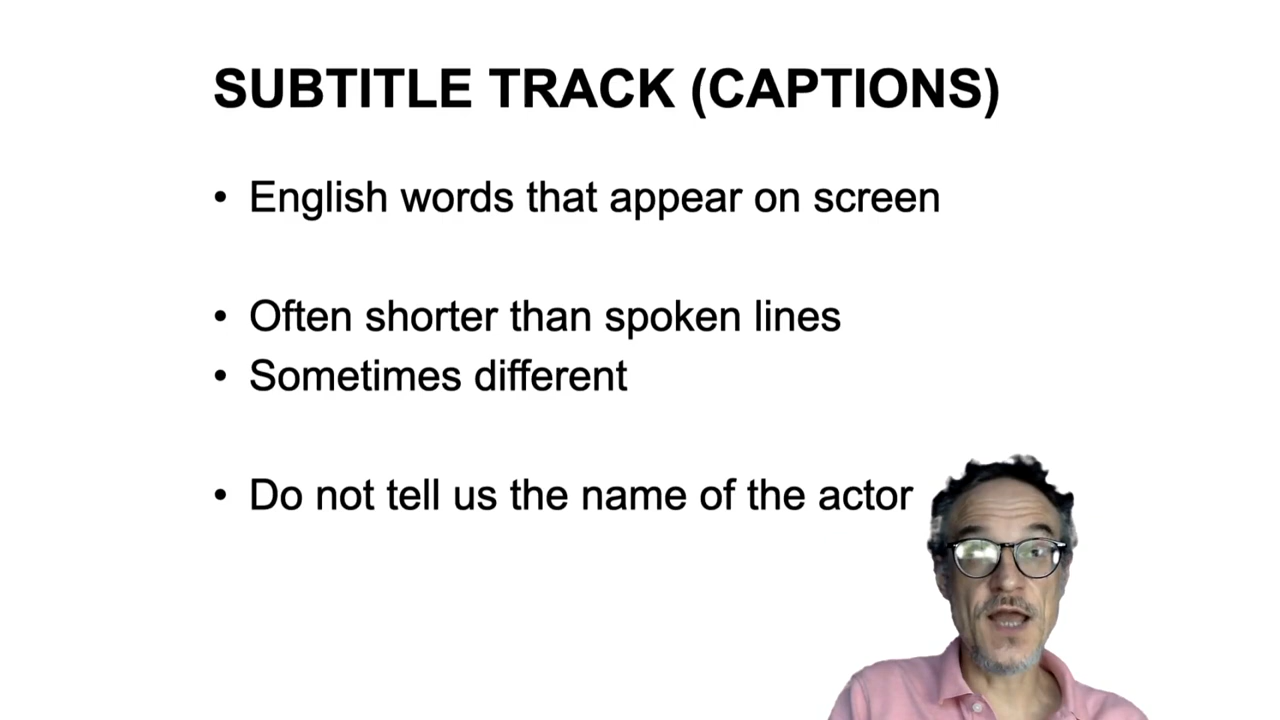 SUBTITLE TRACK (CAPTIONS)
• English words that appear on screen
• Often shorter than spoken lines
• Sometimes different
• Do not tell us the name of the actor